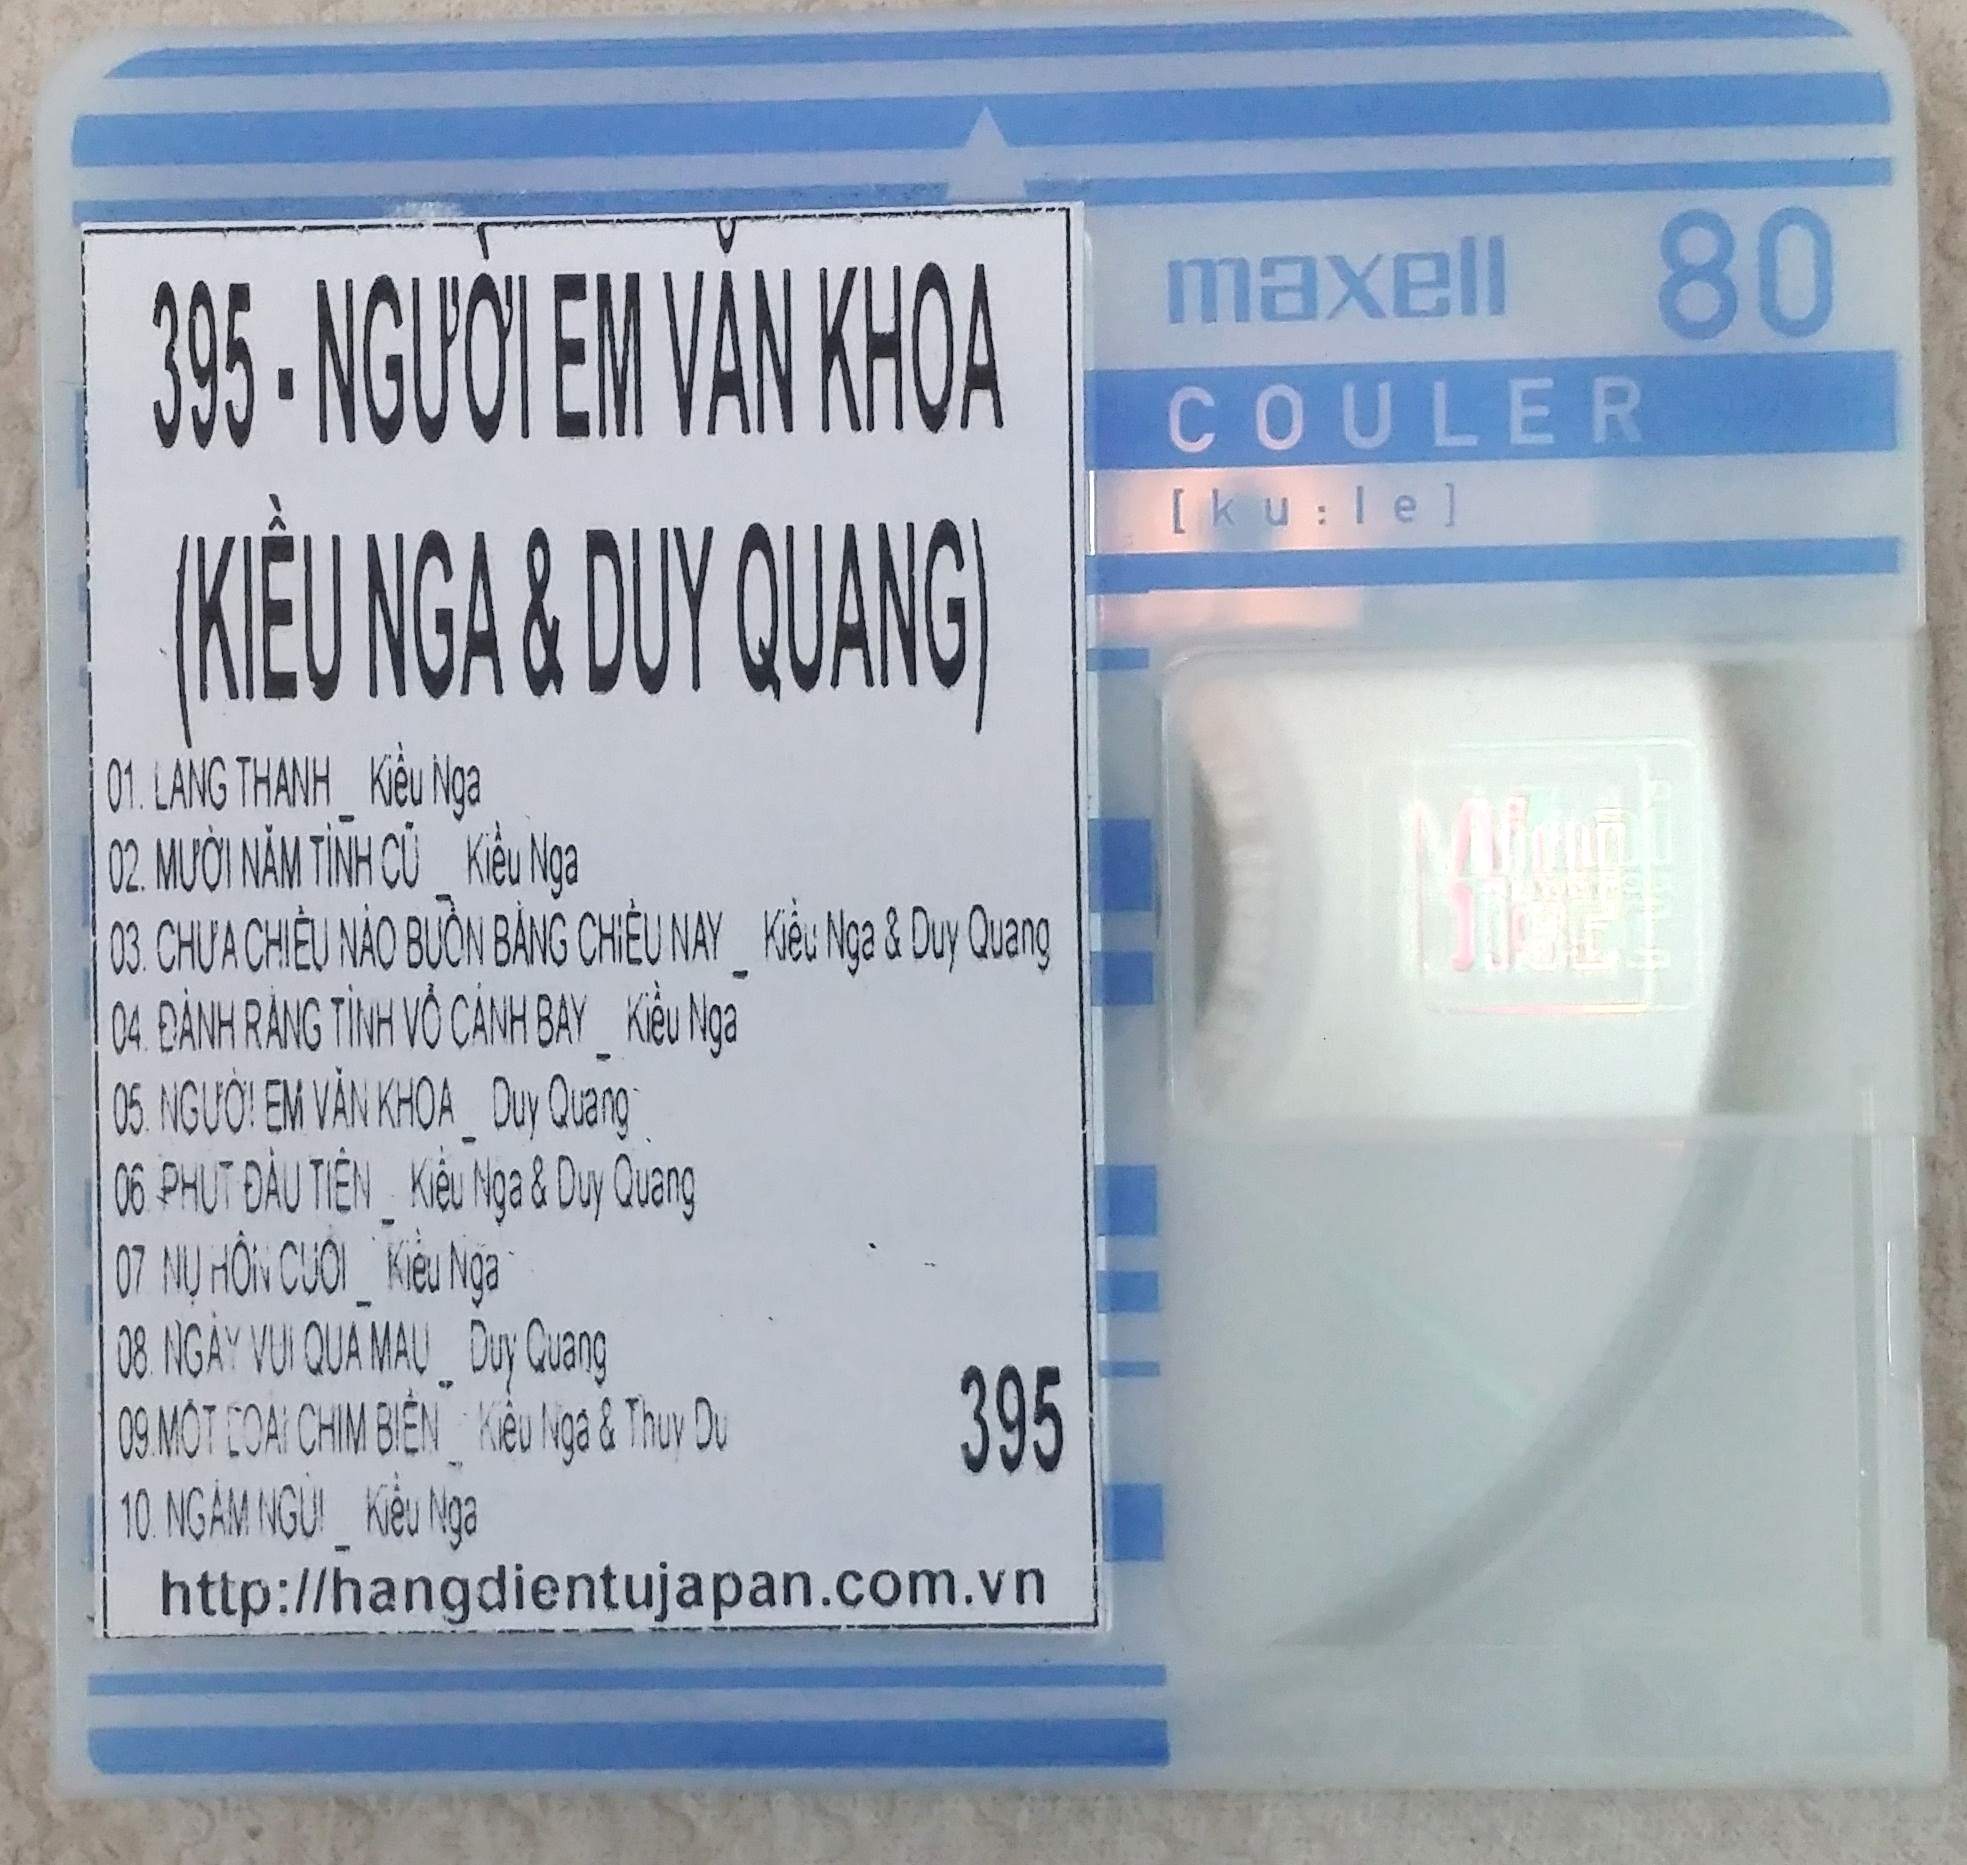 395 - NGƯỜI EM VĂN KHOA
(KIỀU NGA & DUY QUANG)
01. LANG THANH _ Kiều Nga
02. MƯỜI NĂM TÌNH CŨ _ Kiều Nga
03. CHƯA CHIỀU NÀO BUỒN BẰNG CHIỀU NAY _ Kiều Nga & Duy Quang
04. ĐÀNH RẰNG TÌNH VỖ CÁNH BAY _ Kiều Nga
05. NGƯỜI EM VĂN KHOA _ Duy Quang
06 PHÚT ĐẦU TIÊN _ Kiều Nga & Duy Quang
07 NỤ HÔN CUỐI _ Kiều Nga
08. NGÀY VUI QUA MAU _ Duy Quang
09.MỘT LOÀI CHIM BIỂN _ Kiều Nga & Thuy Du
10. NGẬM NGÙI _ Kiều Nga
395
http://hangdientujapan.com.vn
maxell 80
COULER
[ku:le]